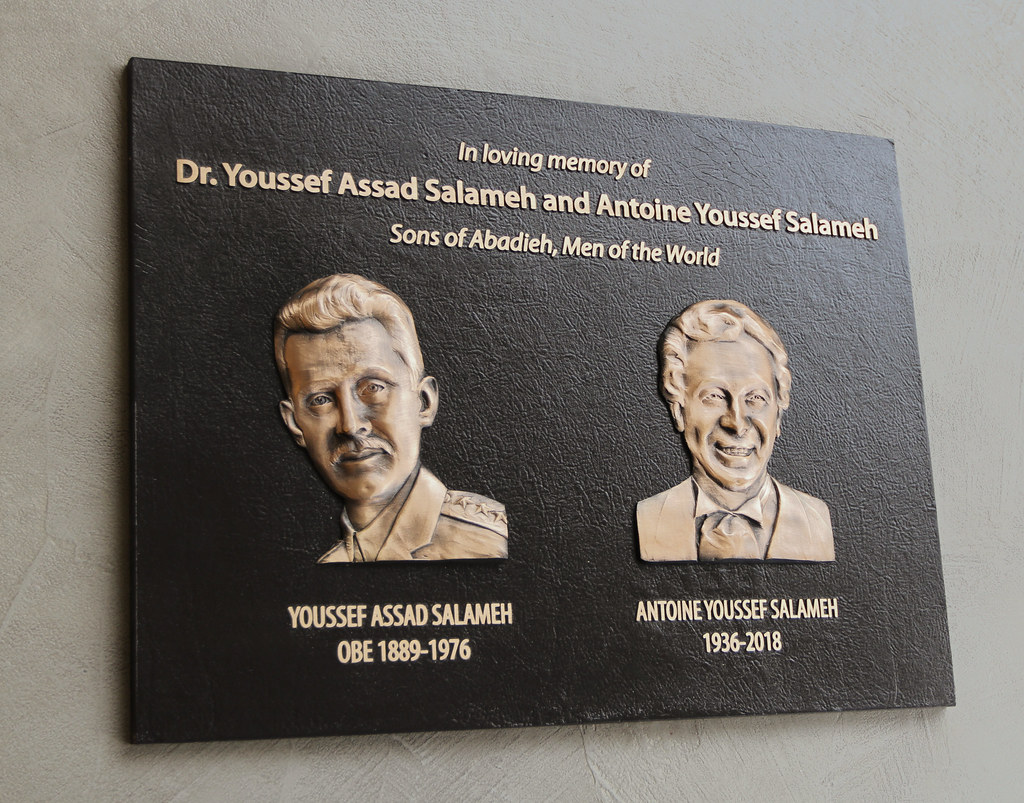 In loving memory of
Dr. Youssef Assad Salameh and Antoine Youssef Salameh
Sons of Abadieh, Men of the World
YOUSSEF ASSAD SALAMEH
OBE 1889-1976
ANTOINE YOUSSEF SALAMEH
1936-2018